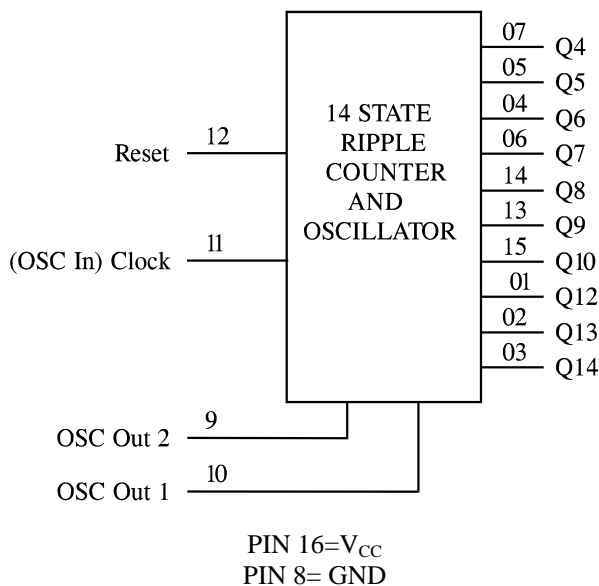 07 Q4
05 Q5
04 Q6
06 Q7
14 Q8
13 Q9
15 Q10
01 Q12
02 Q13
03 Q14
14 STATE
RIPPLE
COUNTER
AND
OSCILLATOR
Reset 12
(OSC In) Clock 11
OSC Out 2 9
OSC Out 1 10
PIN 16=VCC
PIN 8= GND